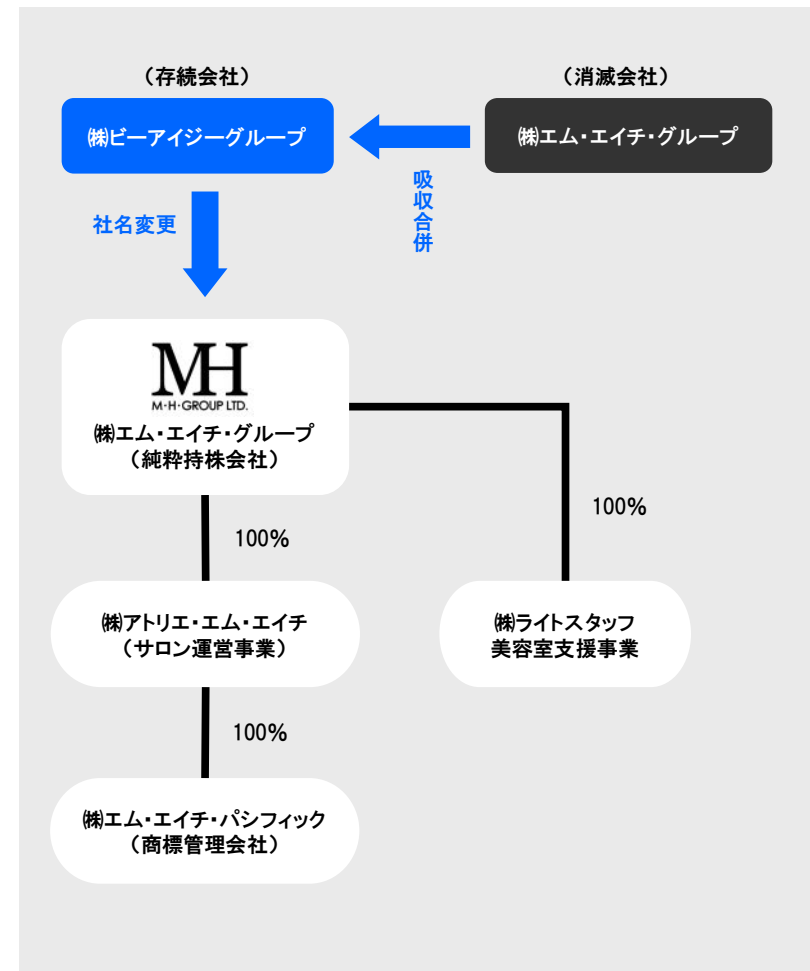 （存続会社）
（消滅会社）
㈱ビーアイジーグループ
㈱エム・エイチ・グループ
吸収合併
社名変更
MH
M·H·GROUP LTD.
㈱エム・エイチ・グループ
（純粋持株会社）
100%
100%
㈱アトリエ・エム・エイチ
（サロン運営事業）
㈱ライトスタッフ
美容室支援事業
100%
㈱エム・エイチ・パシフィック
（商標管理会社）